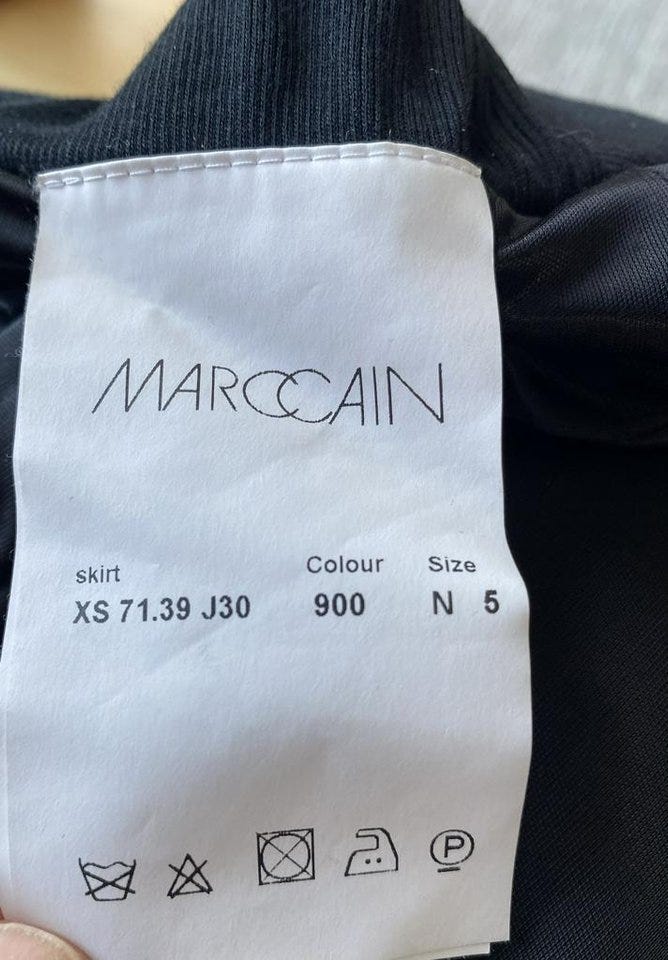 MARCCAIN
skirt Colour Size
XS 71.39 J30 900 N 5
P